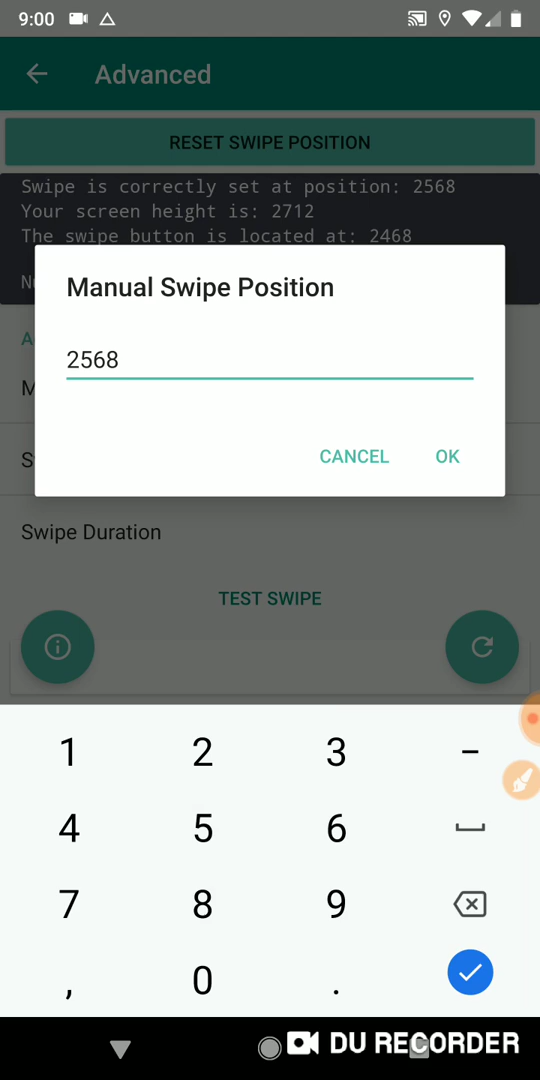 9:00
Advanced
RESET SWIPE POSITION
Swipe is correctly set at position: 2568
Your screen height is: 2712
The swipe button is located at: 2468
Manual Swipe Position
2568
CANCEL OK
Swipe Duration
TEST SWIPE
1 2 3 -
4 5 6
7 8 9
, 0 .
DU RECORDER